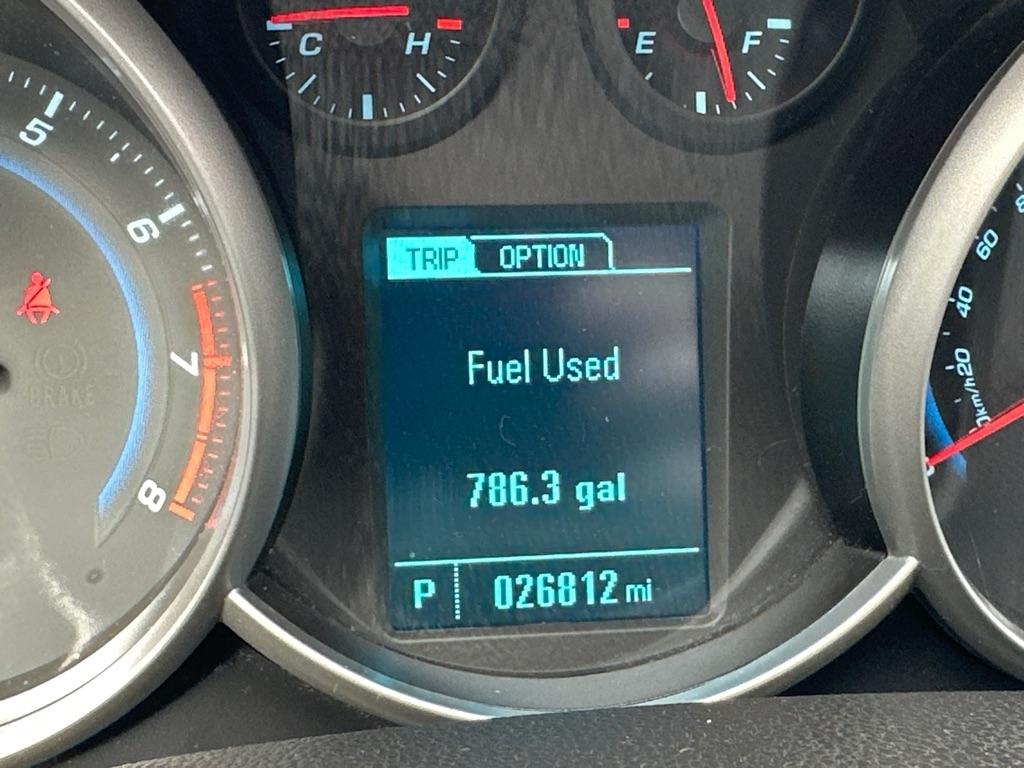 C H
E F
5
6
7
8
BRAKE
TRIP OPTION
Fuel Used
786.3 gal
P 026812 mi
60
40
20
km/h